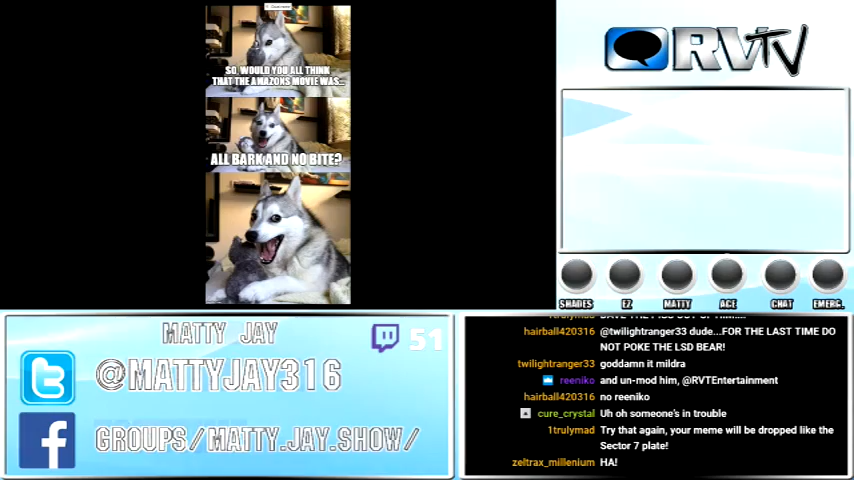 SO, WOULD YOU ALL THINK
THAT THE AMAZONS MOVIE WAS...
ALL BARK AND NO BITE?
RVTV
SHADES
EZ
MATTY
ACE
CHAT
EMERG.
MATTY JAY
51
@MATTYJAY316
GROUPS/MATTY.JAY.SHOW/
hairball420316 @twilightranger33 dude...FOR THE LAST TIME DO
NOT POKE THE LSD BEAR!
twilightranger33 goddamn it mildra
reeniko and un-mod him, @RVTEntertainment
hairball420316 no reeniko
cure_crystal Uh oh someone's in trouble
1trulymad Try that again, your meme will be dropped like the
Sector 7 plate!
zeltrax_millenium HA!